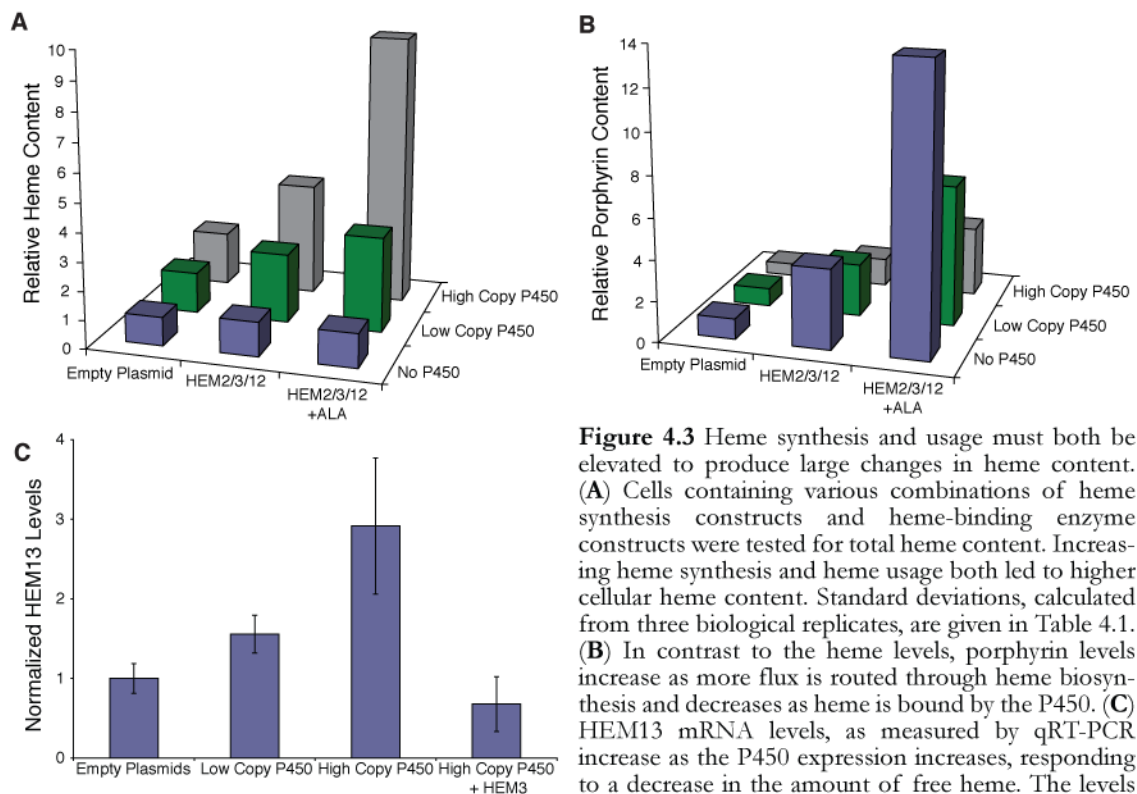 A
Relative Heme Content
10
9
8
7
6
5
4
3
2
1
0
Empty Plasmid
HEM2/3/12
HEM2/3/12
+ALA
High Copy P450
Low Copy P450
No P450
B
Relative Porphyrin Content
14
12
10
8
6
4
2
0
Empty Plasmid
HEM2/3/12
HEM2/3/12
+ALA
High Copy P450
Low Copy P450
No P450
C
Normalized HEM13 Levels
4
3
2
1
0
Empty Plasmids
Low Copy P450
High Copy P450
High Copy P450
+ HEM3
Figure 4.3 Heme synthesis and usage must both be
elevated to produce large changes in heme content.
(A) Cells containing various combinations of heme
synthesis constructs and heme-binding enzyme
constructs were tested for total heme content. Increas-
ing heme synthesis and heme usage both led to higher
cellular heme content. Standard deviations, calculated
from three biological replicates, are given in Table 4.1.
(B) In contrast to the heme levels, porphyrin levels
increase as more flux is routed through heme biosyn-
thesis and decreases as heme is bound by the P450. (C)
HEM13 mRNA levels, as measured by qRT-PCR
increase as the P450 expression increases, responding
to a decrease in the amount of free heme. The levels